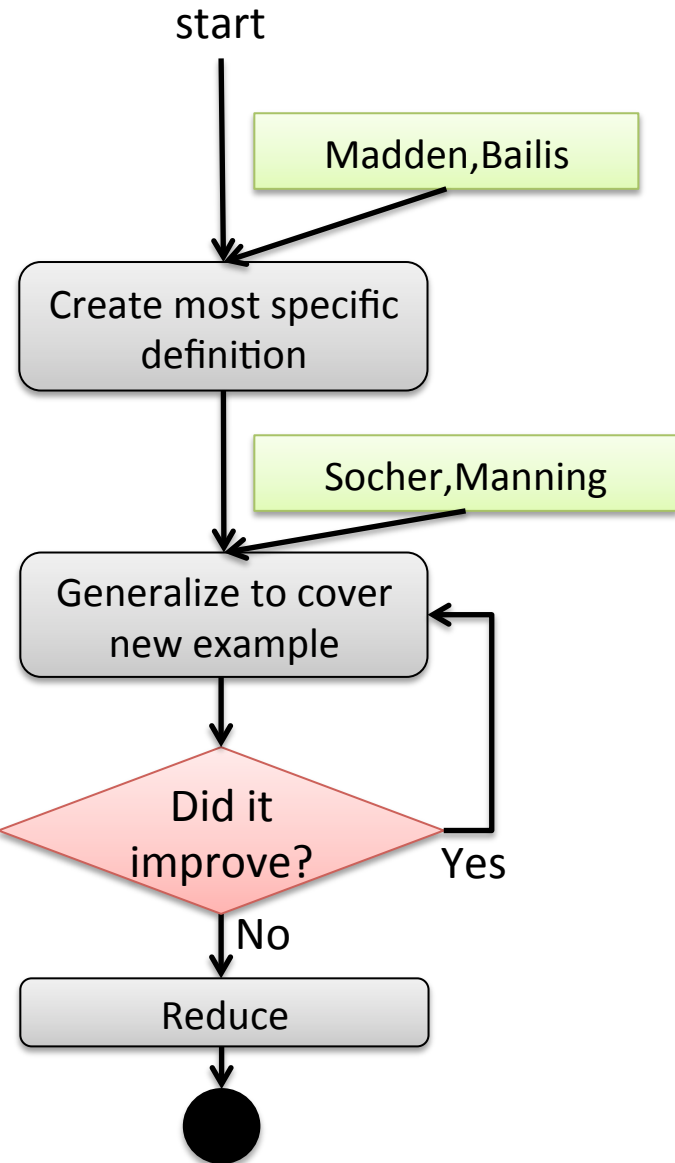 start
Madden,Bailis
Create most specific
definition
Socher,Manning
Generalize to cover
new example
Did it
improve?
Yes
No
Reduce